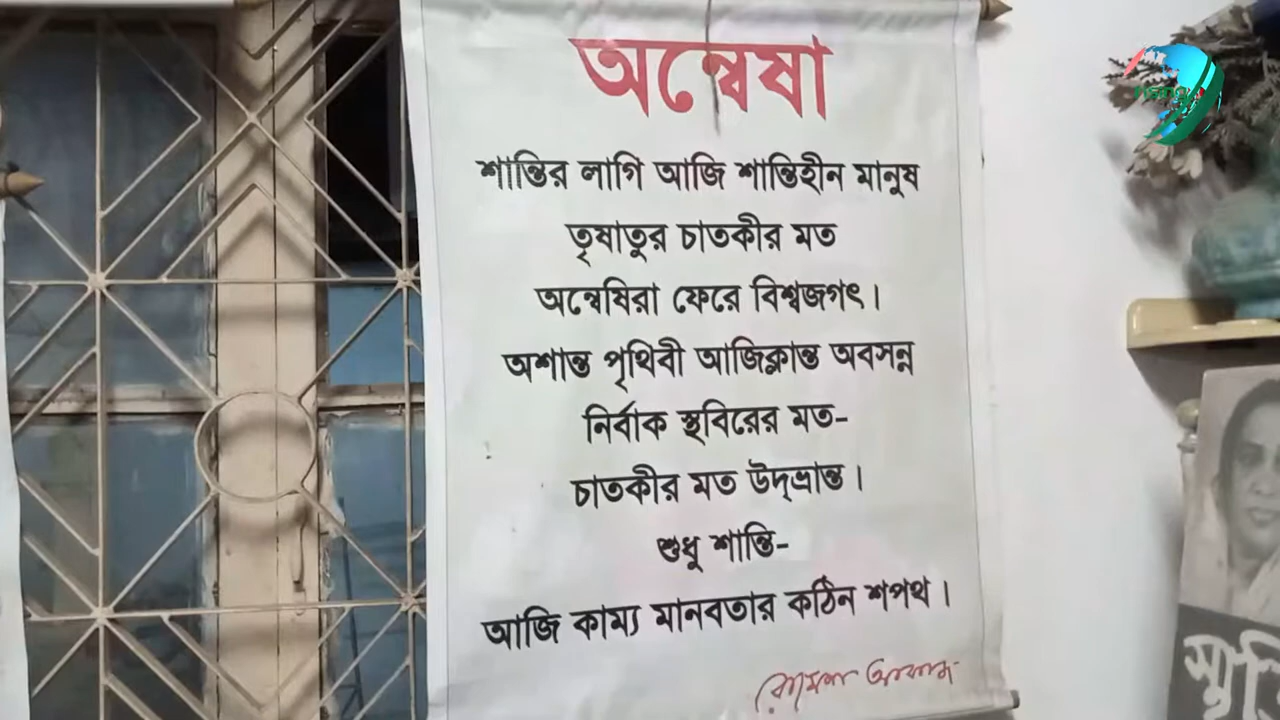 অন্বেষা
শান্তির লাগি আজি শান্তিহীন মানুষ
তৃষাতুর চাতকীর মত
অন্বেষিরা ফেরে বিশ্বজগৎ।
অশান্ত পৃথিবী আজিক্লান্ত অবসন্ন
নির্বাক স্থবিরের মত-
চাতকীর মত উদ্‌ভ্রান্ত।
শুধু শান্তি-
আজি কাম্য মানবতার কঠিন শপথ।